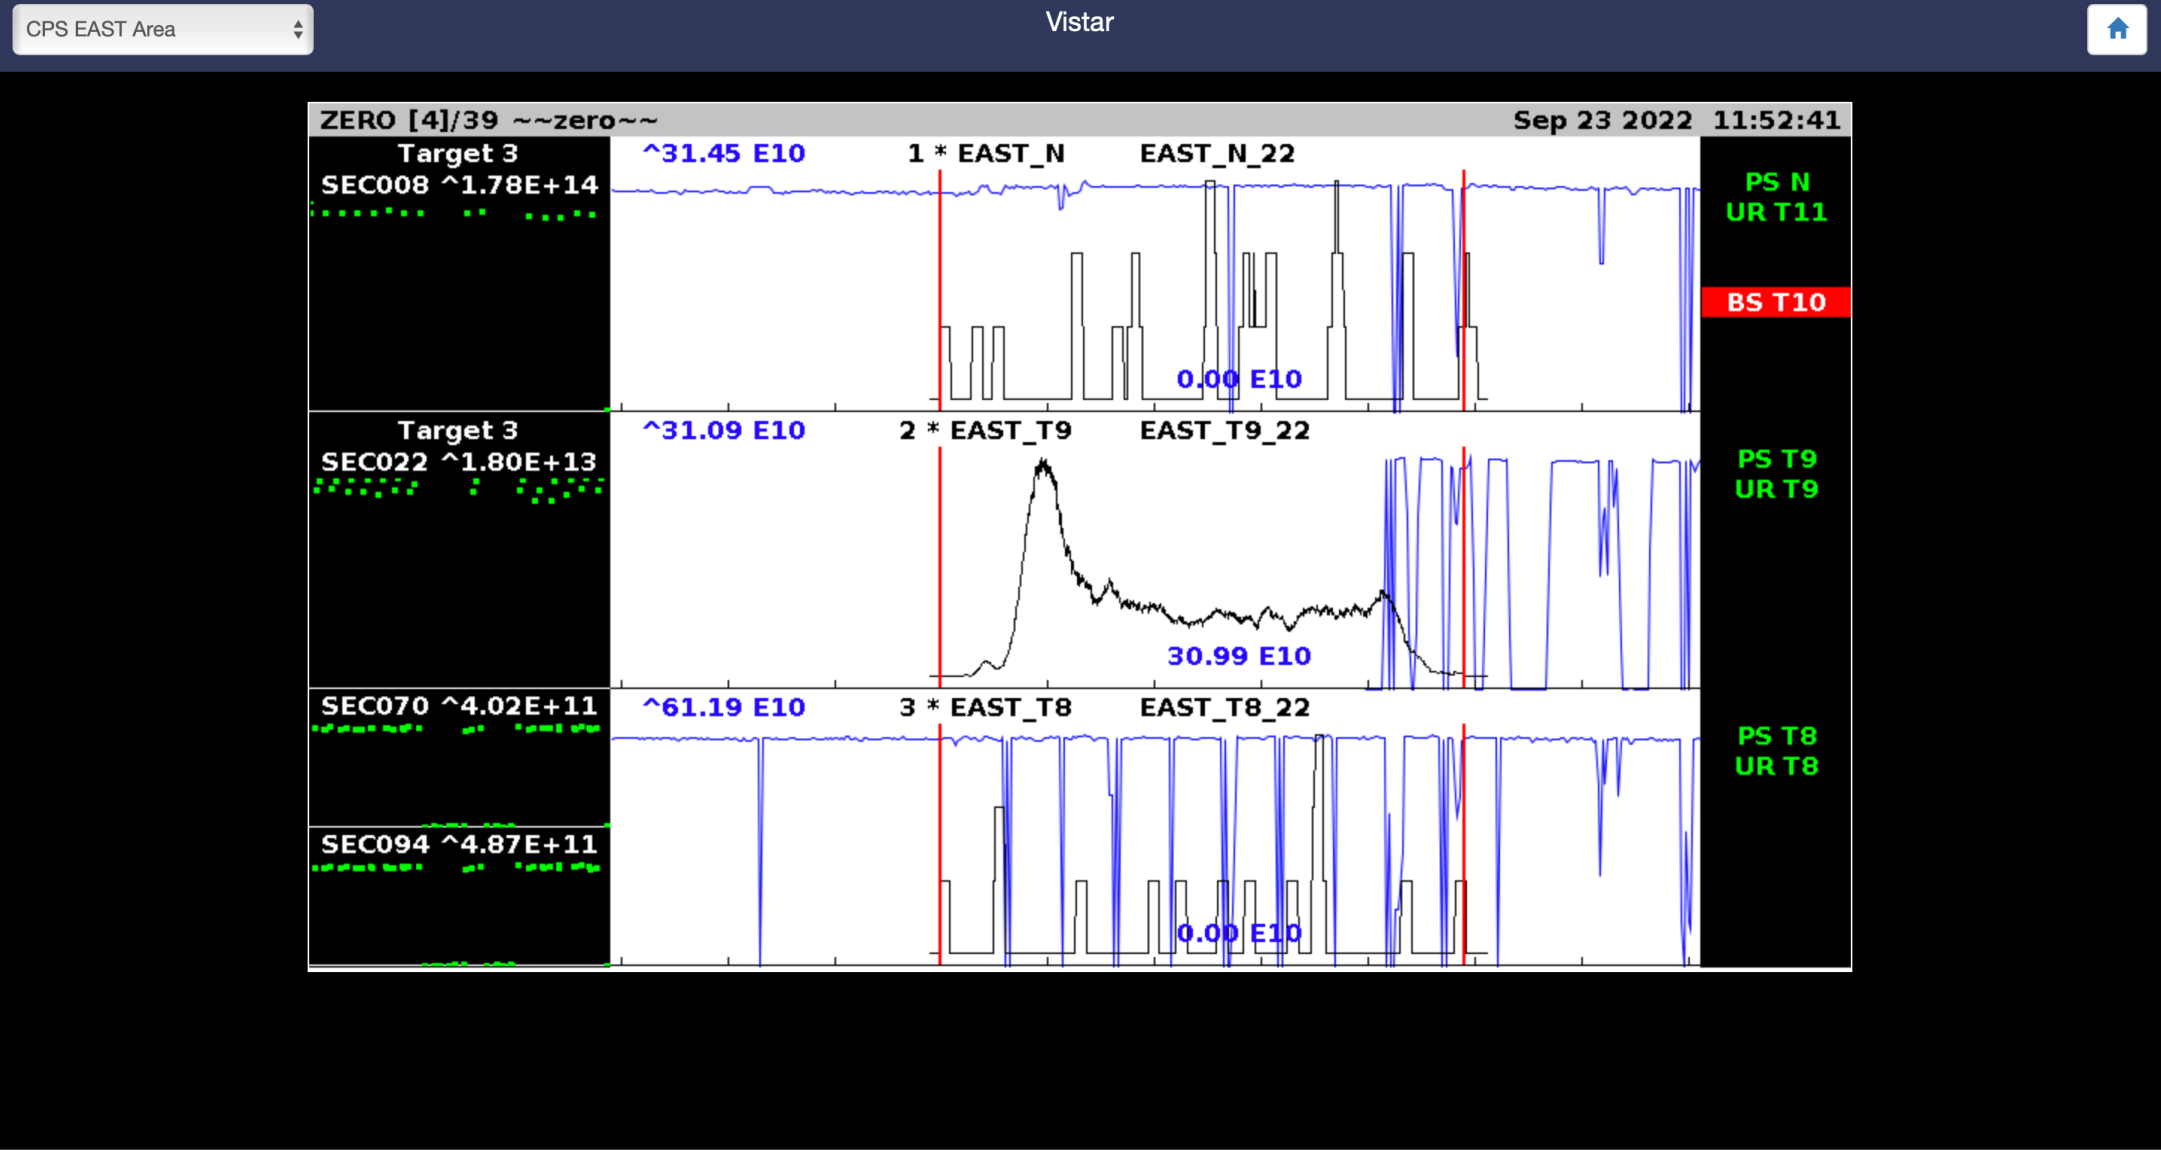 CPS EAST Area
Vistar
ZERO [4]/39 ~~zero~~ Sep 23 2022 11:52:41
Target 3
SEC008 ^1.78E+14
^31.45 E10 1 * EAST_N EAST_N_22
0.00 E10
PS N
UR T11
BS T10
Target 3
SEC022 ^1.80E+13
^31.09 E10 2 * EAST_T9 EAST_T9_22
30.99 E10
PS T9
UR T9
SEC070 ^4.02E+11
SEC094 ^4.87E+11
^61.19 E10 3 * EAST_T8 EAST_T8_22
0.00 E10
PS T8
UR T8